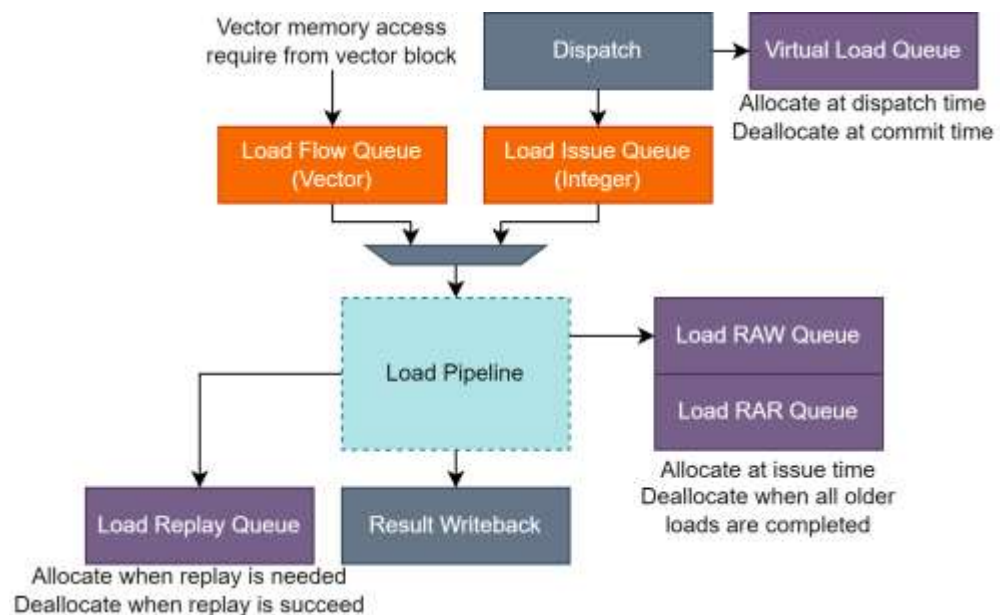 Vector memory access
require from vector block
Dispatch
Virtual Load Queue
Allocate at dispatch time
Deallocate at commit time
Load Flow Queue
(Vector)
Load Issue Queue
(Integer)
Load Pipeline
Load RAW Queue
Load RAR Queue
Allocate at issue time
Deallocate when all older
loads are completed
Load Replay Queue
Result Writeback
Allocate when replay is needed
Deallocate when replay is succeed